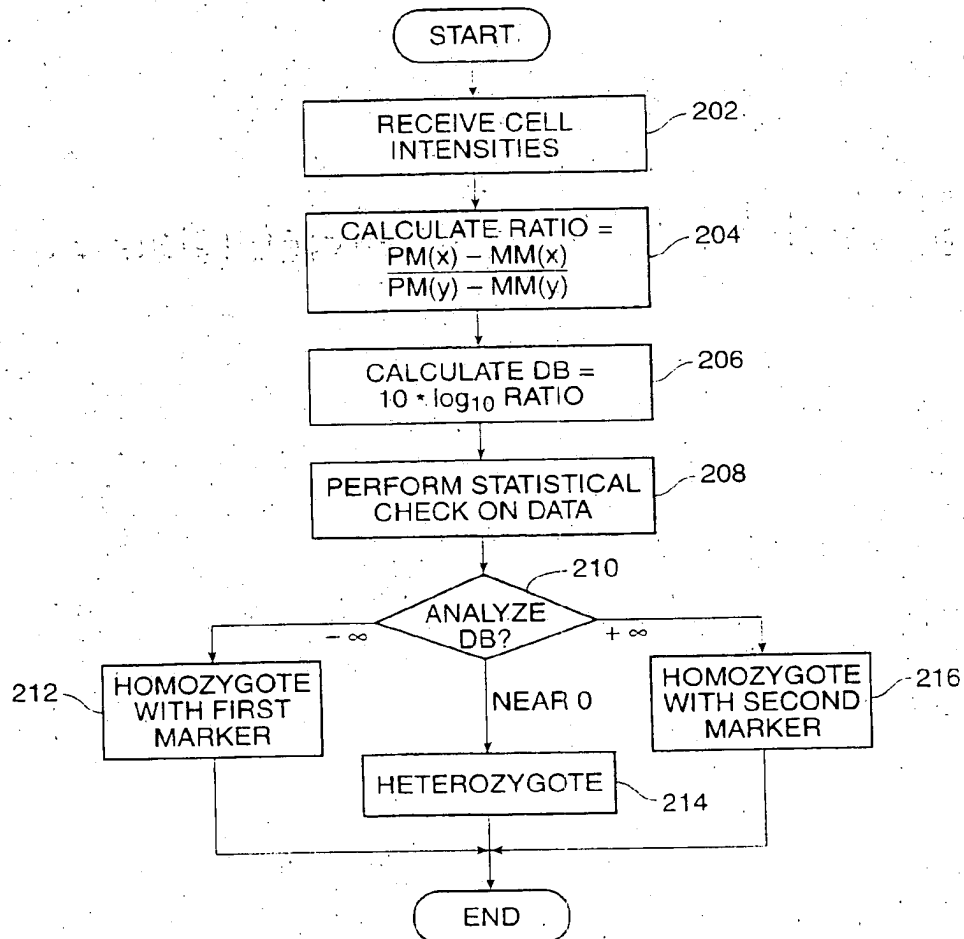 START
RECEIVE CELL
INTENSITIES
202
CALCULATE RATIO =
PM(x) – MM(x)
PM(y) – MM(y)
204
CALCULATE DB =
10 * log₁₀ RATIO
206
PERFORM STATISTICAL
CHECK ON DATA
208
210
ANALYZE
DB?
– ∞
+ ∞
212
HOMOZYGOTE
WITH FIRST
MARKER
NEAR 0
HOMOZYGOTE
WITH SECOND
MARKER
216
HETEROZYGOTE
214
END